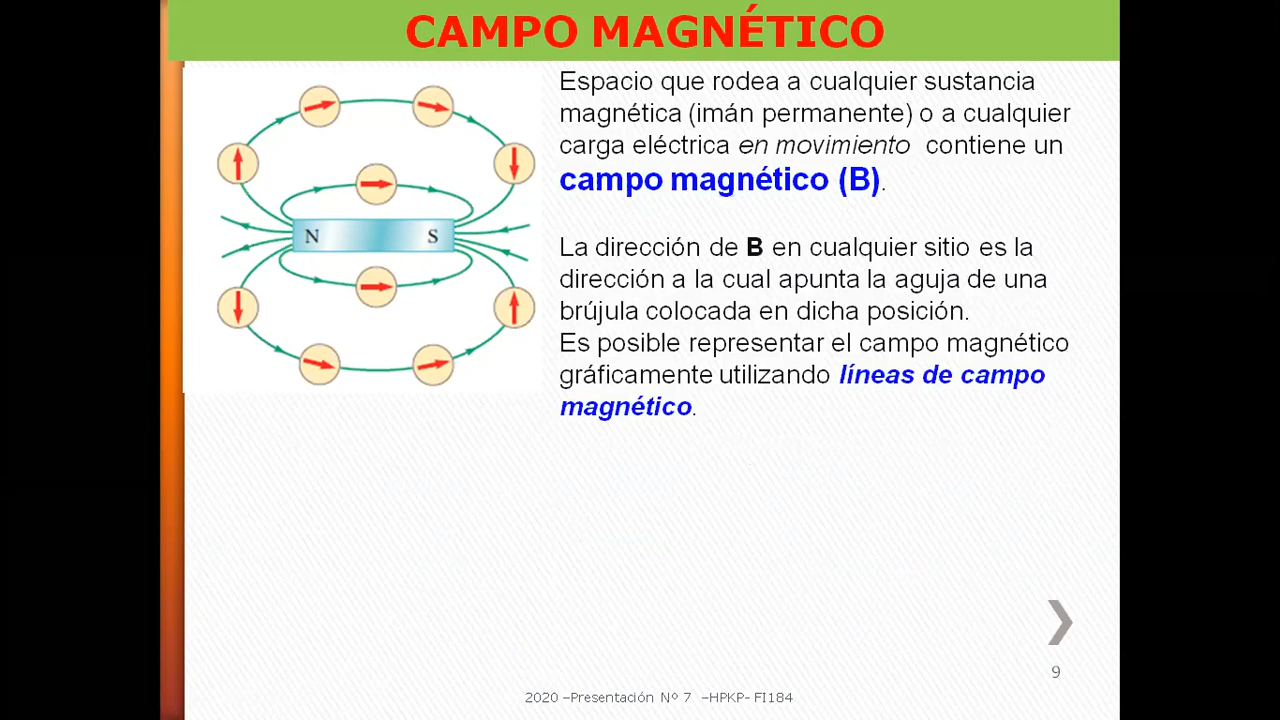 CAMPO MAGNÉTICO
Espacio que rodea a cualquier sustancia
magnética (imán permanente) o a cualquier
carga eléctrica en movimiento contiene un
campo magnético (B).
La dirección de B en cualquier sitio es la
dirección a la cual apunta la aguja de una
brújula colocada en dicha posición.
Es posible representar el campo magnético
gráficamente utilizando líneas de campo
magnético.
N S
9
2020 –Presentación Nº 7 –HPKP- FI184